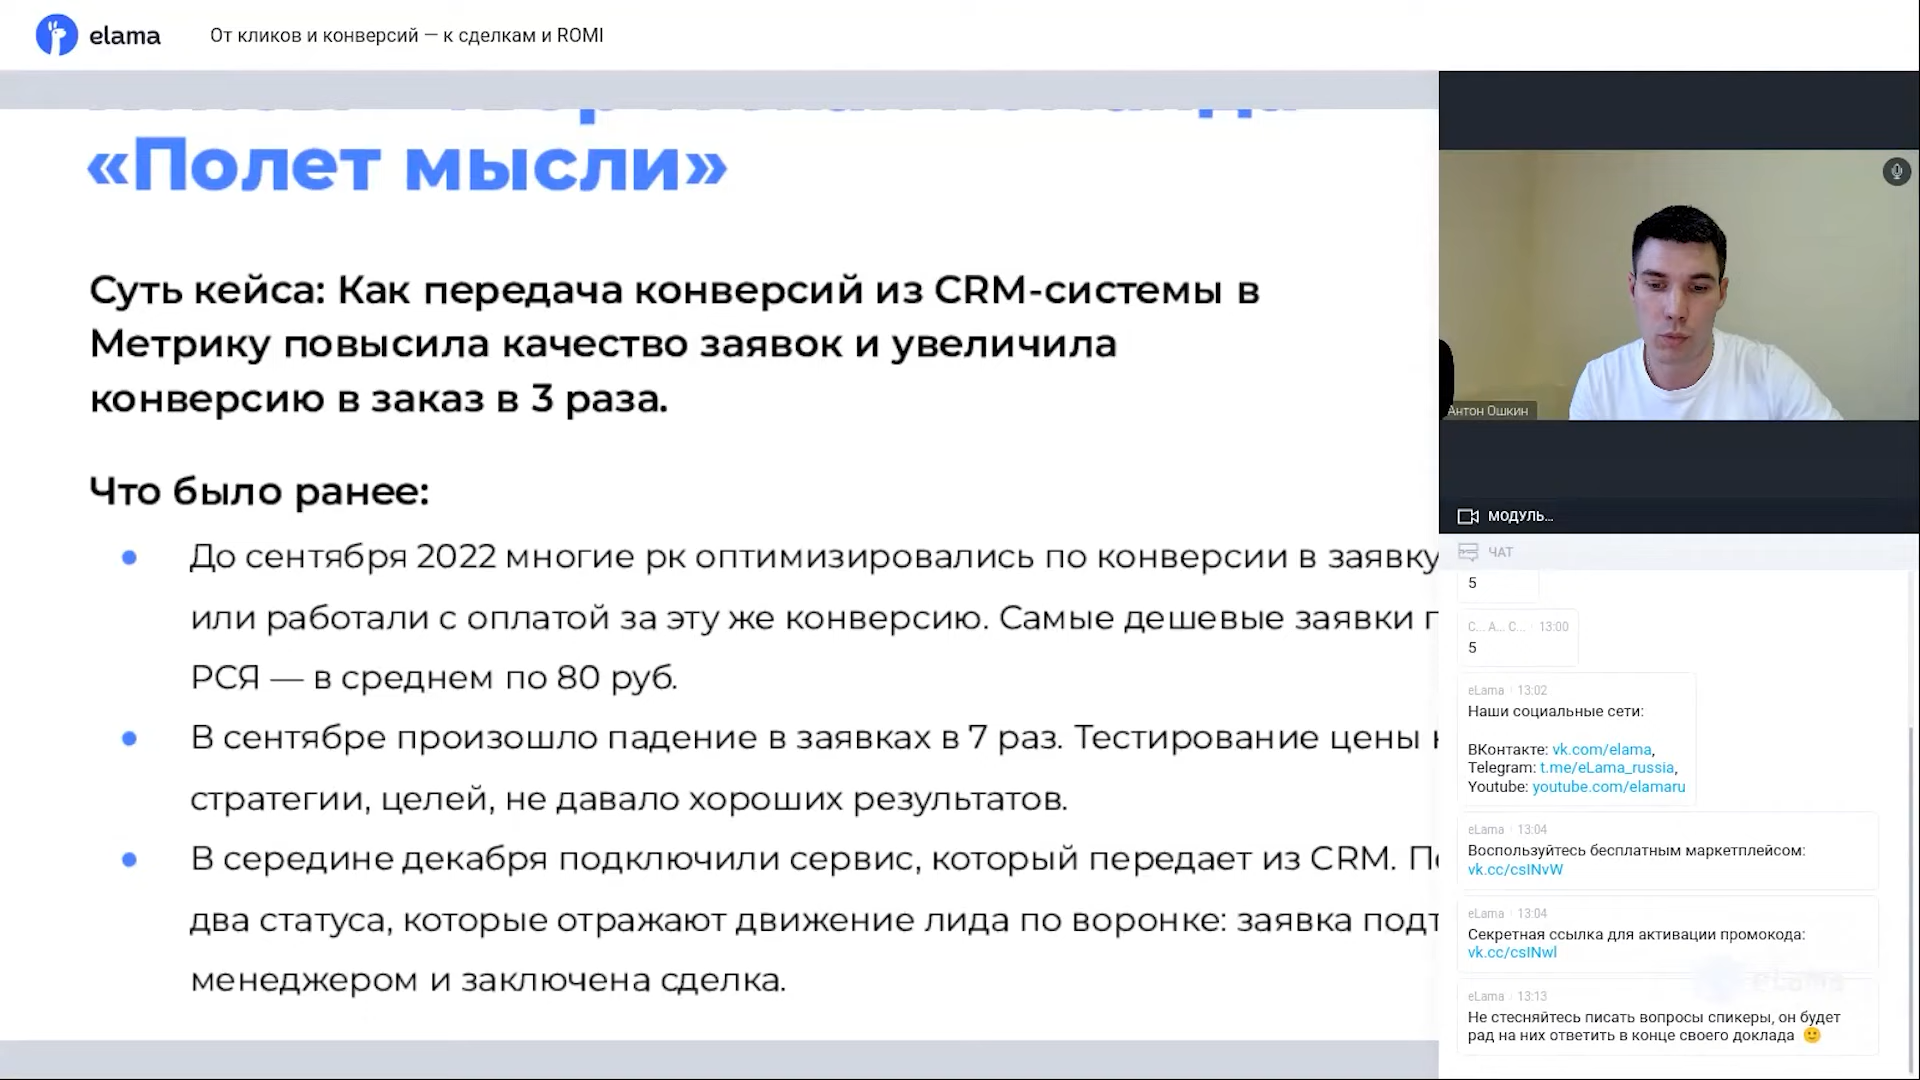 elama
От кликов и конверсий — к сделкам и ROMI
«Полет мысли»
Суть кейса: Как передача конверсий из CRM-системы в
Метрику повысила качество заявок и увеличила
конверсию в заказ в 3 раза.
Что было ранее:
До сентября 2022 многие рк оптимизировались по конверсии в заявку
или работали с оплатой за эту же конверсию. Самые дешевые заявки
РСЯ — в среднем по 80 руб.
В сентябре произошло падение в заявках в 7 раз. Тестирование цены
стратегии, целей, не давало хороших результатов.
В середине декабря подключили сервис, который передает из CRM.
два статуса, которые отражают движение лида по воронке: заявка
менеджером и заключена сделка.
Антон Ошкин
МОДУЛЬ…
ЧАТ
5
С... А... С... 13:00
5
eLama 13:02
Наши социальные сети:
ВКонтакте: vk.com/elama,
Telegram: t.me/eLama_russia,
Youtube: youtube.com/elamaru
eLama 13:04
Воспользуйтесь бесплатным маркетплейсом:
vk.cc/csINvW
eLama 13:04
Секретная ссылка для активации промокода:
vk.cc/csINwl
eLama
eLama 13:13
Не стесняйтесь писать вопросы спикеры, он будет
рад на них ответить в конце своего доклада 🙂